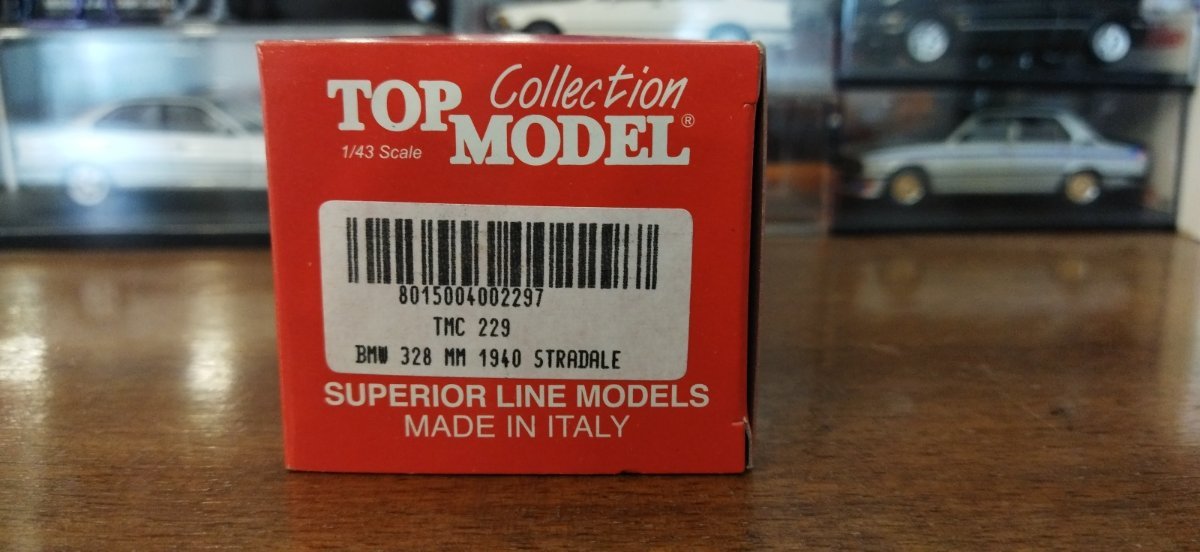 Collection
TOP MODEL®
1/43 Scale
8015004002297
TMC 229
BMW 328 MM 1940 STRADALE
SUPERIOR LINE MODELS
MADE IN ITALY